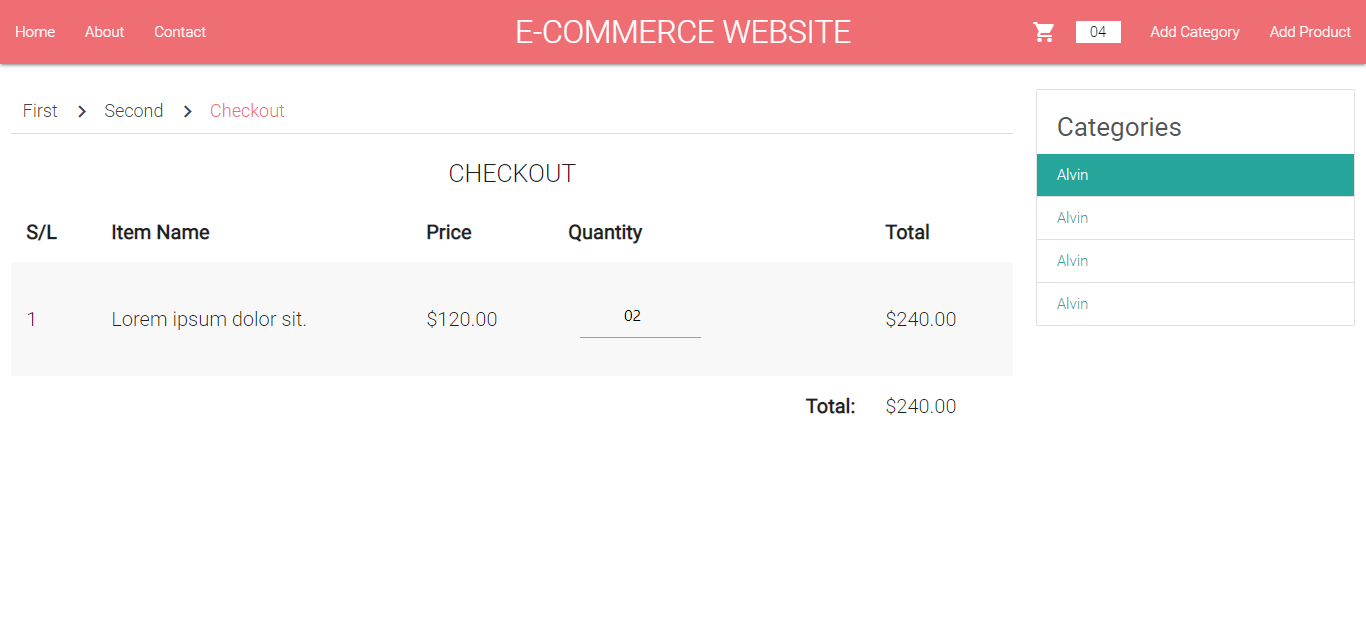 Home About Contact E-COMMERCE WEBSITE 04 Add Category Add Product
First Second Checkout
CHECKOUT
S/L Item Name Price Quantity Total
1 Lorem ipsum dolor sit. $120.00 02 $240.00
Total: $240.00
Categories
Alvin
Alvin
Alvin
Alvin